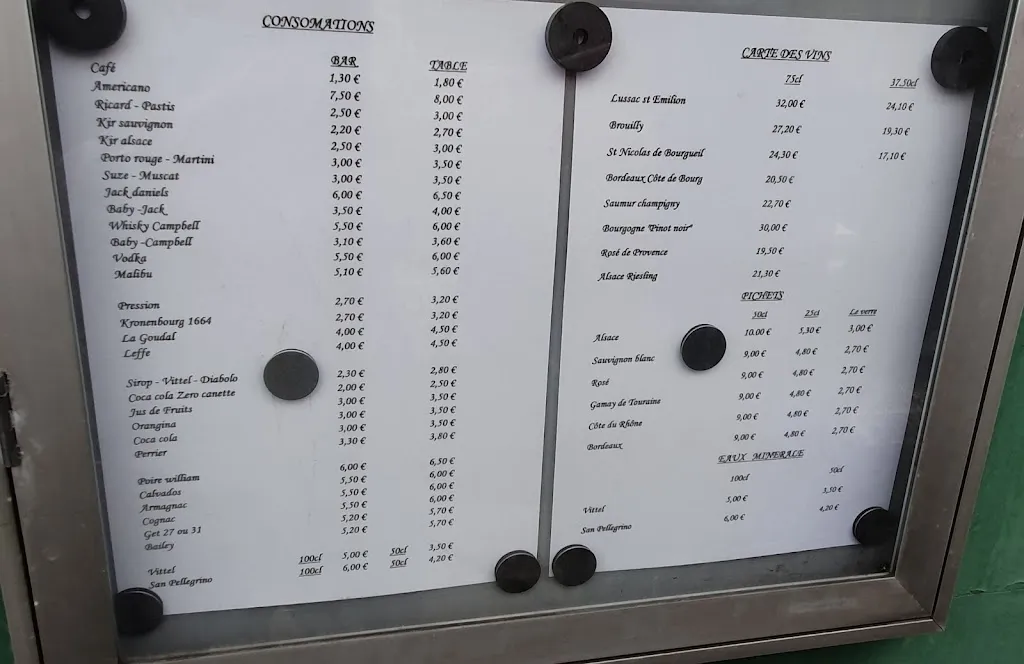 CONSOMATIONS
BAR TABLE
Café 1,30 € 1,80 €
Americano 7,50 € 8,00 €
Ricard - Pastis 2,50 € 3,00 €
Kir sauvignon 2,20 € 2,70 €
Kir alsace 2,50 € 3,00 €
Porto rouge - Martini 3,00 € 3,50 €
Suze - Muscat 3,00 € 3,50 €
Jack daniels 6,00 € 6,50 €
Baby -Jack 3,50 € 4,00 €
Whisky Campbell 5,50 € 6,00 €
Baby -Campbell 3,10 € 3,60 €
Vodka 5,50 € 6,00 €
Malibu 5,10 € 5,60 €
Pression 2,70 € 3,20 €
Kronenbourg 1664 2,70 € 3,20 €
La Goudal 4,00 € 4,50 €
Leffe 4,00 € 4,50 €
Sirop - Vittel - Diabolo 2,30 € 2,80 €
Coca cola Zero canette 2,00 € 2,50 €
Jus de Fruits 3,00 € 3,50 €
Orangina 3,00 € 3,50 €
Coca cola 3,00 € 3,50 €
Perrier 3,30 € 3,80 €
Poire william 6,00 € 6,50 €
Calvados 5,50 € 6,00 €
Armagnac 5,50 € 6,00 €
Cognac 5,50 € 6,00 €
Get 27 ou 31 5,20 € 5,70 €
Bailey 5,20 € 5,70 €
Vittel 100cl 5,00 € 50cl 3,50 €
San Pellegrino 100cl 6,00 € 50cl 4,20 €
CARTE DES VINS
75cl 37.50cl
Lussac st Emilion 32,00 € 24,10 €
Brouilly 27,20 € 19,30 €
St Nicolas de Bourgueil 24,30 € 17,10 €
Bordeaux Côte de Bourg 20,50 €
Saumur champigny 22,70 €
Bourgogne "Pinot noir" 30,00 €
Rosé de Provence 19,50 €
Alsace Riesling 21,30 €
PICHETS
50cl 25cl Le verre
Alsace 10.00 € 5,30 € 3,00 €
Sauvignon blanc 9,00 € 4,80 € 2,70 €
Rosé 9,00 € 4,80 € 2,70 €
Gamay de Touraine 9,00 € 4,80 € 2,70 €
Côte du Rhône 9,00 € 4,80 € 2,70 €
Bordeaux 9,00 € 4,80 € 2,70 €
EAUX MINERALE
100cl 50cl
Vittel 5,00 € 3,50 €
San Pellegrino 6,00 € 4,20 €